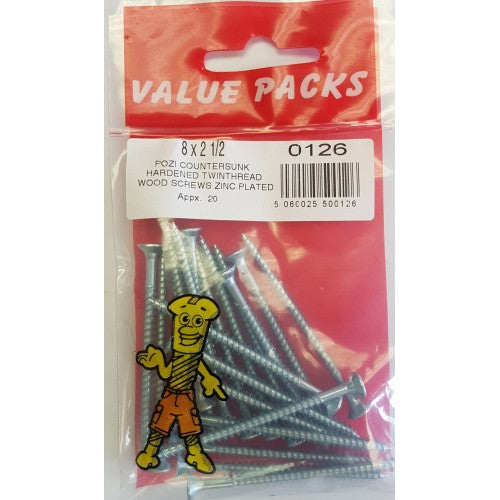 VALUE PACKS
8 x 2 1/2 0126
POZI COUNTERSUNK
HARDENED TWINTHREAD
WOOD SCREWS ZINC PLATED
Appx. 20
5 060025 500126